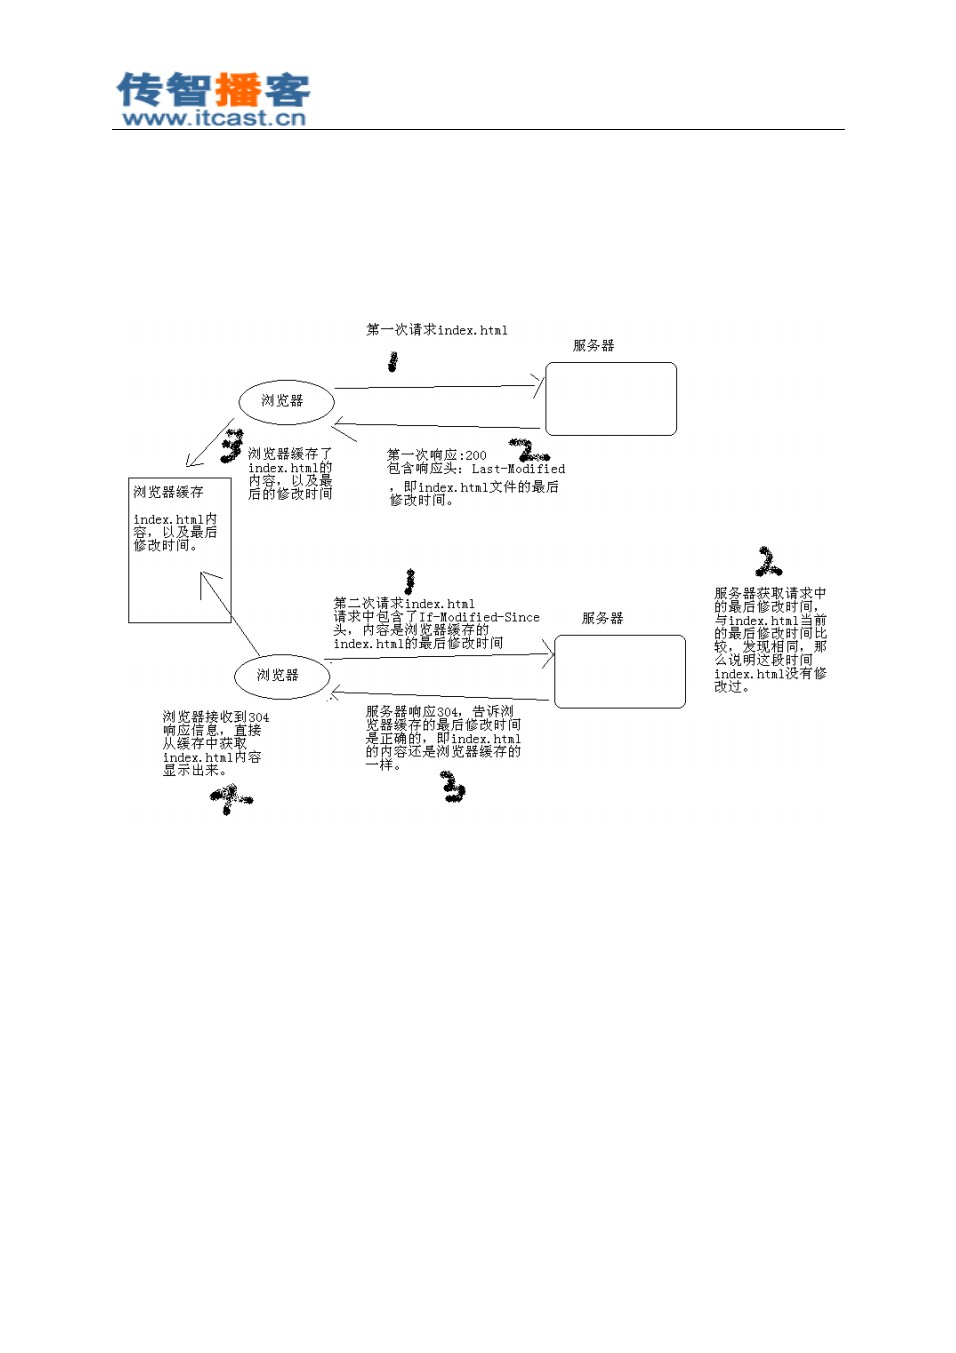 传智播客
www.itcast.cn
第一次请求index.html
服务器
1
浏览器
3
浏览器缓存了
index.html的
内容，以及最
后的修改时间
2
第一次响应:200
包含响应头：Last-Modified
，即index.html文件的最后
修改时间。
浏览器缓存
index.html内
容，以及最后
修改时间。
1
第二次请求index.html
请求中包含了If-Modified-Since
头，内容是浏览器缓存的
index.html的最后修改时间
服务器
2
服务器获取请求中
的最后修改时间，
与index.html当前
的最后修改时间比
较，发现相同，那
么说明这段时间
index.html没有修
改过。
浏览器
服务器响应304，告诉浏
览器缓存的最后修改时间
是正确的，即index.html
的内容还是浏览器缓存的
一样。
3
浏览器接收到304
响应信息，直接
从缓存中获取
index.html内容
显示出来。
4